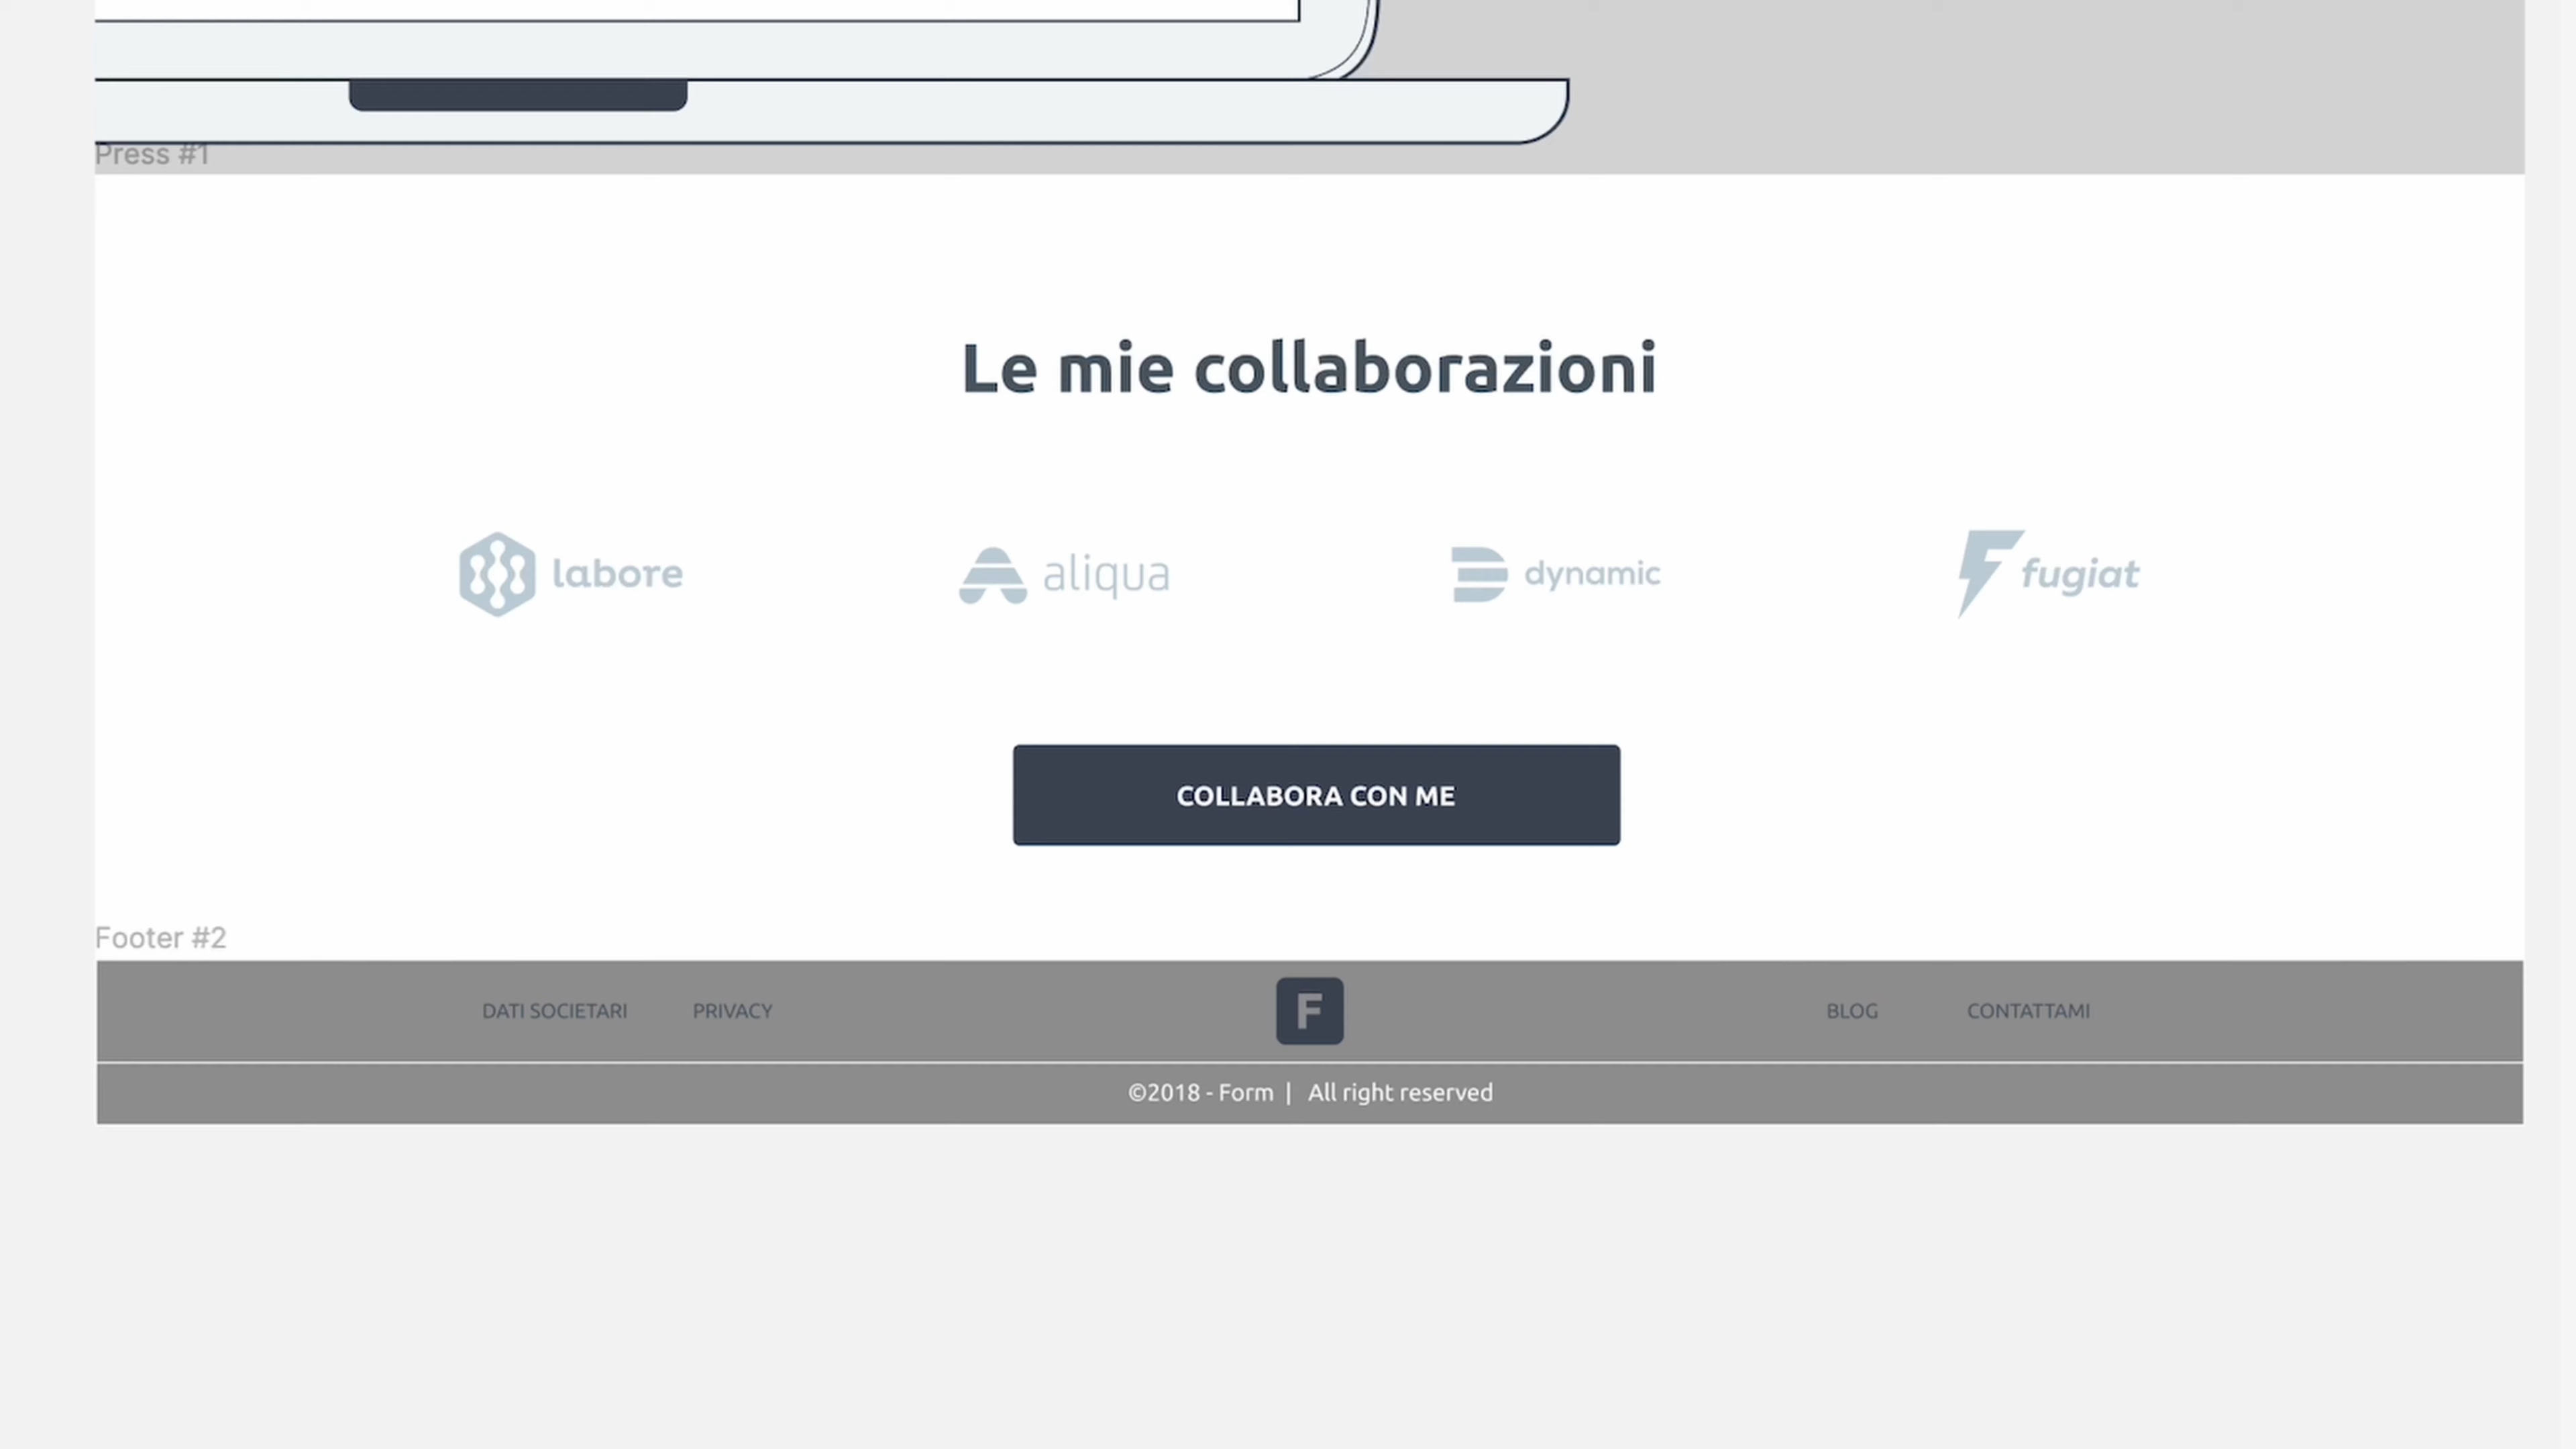 Press #1
Le mie collaborazioni
labore
aliqua
dynamic
fugiat
COLLABORA CON ME
Footer #2
DATI SOCIETARI
PRIVACY
F
BLOG
CONTATTAMI
©2018 - Form | All right reserved